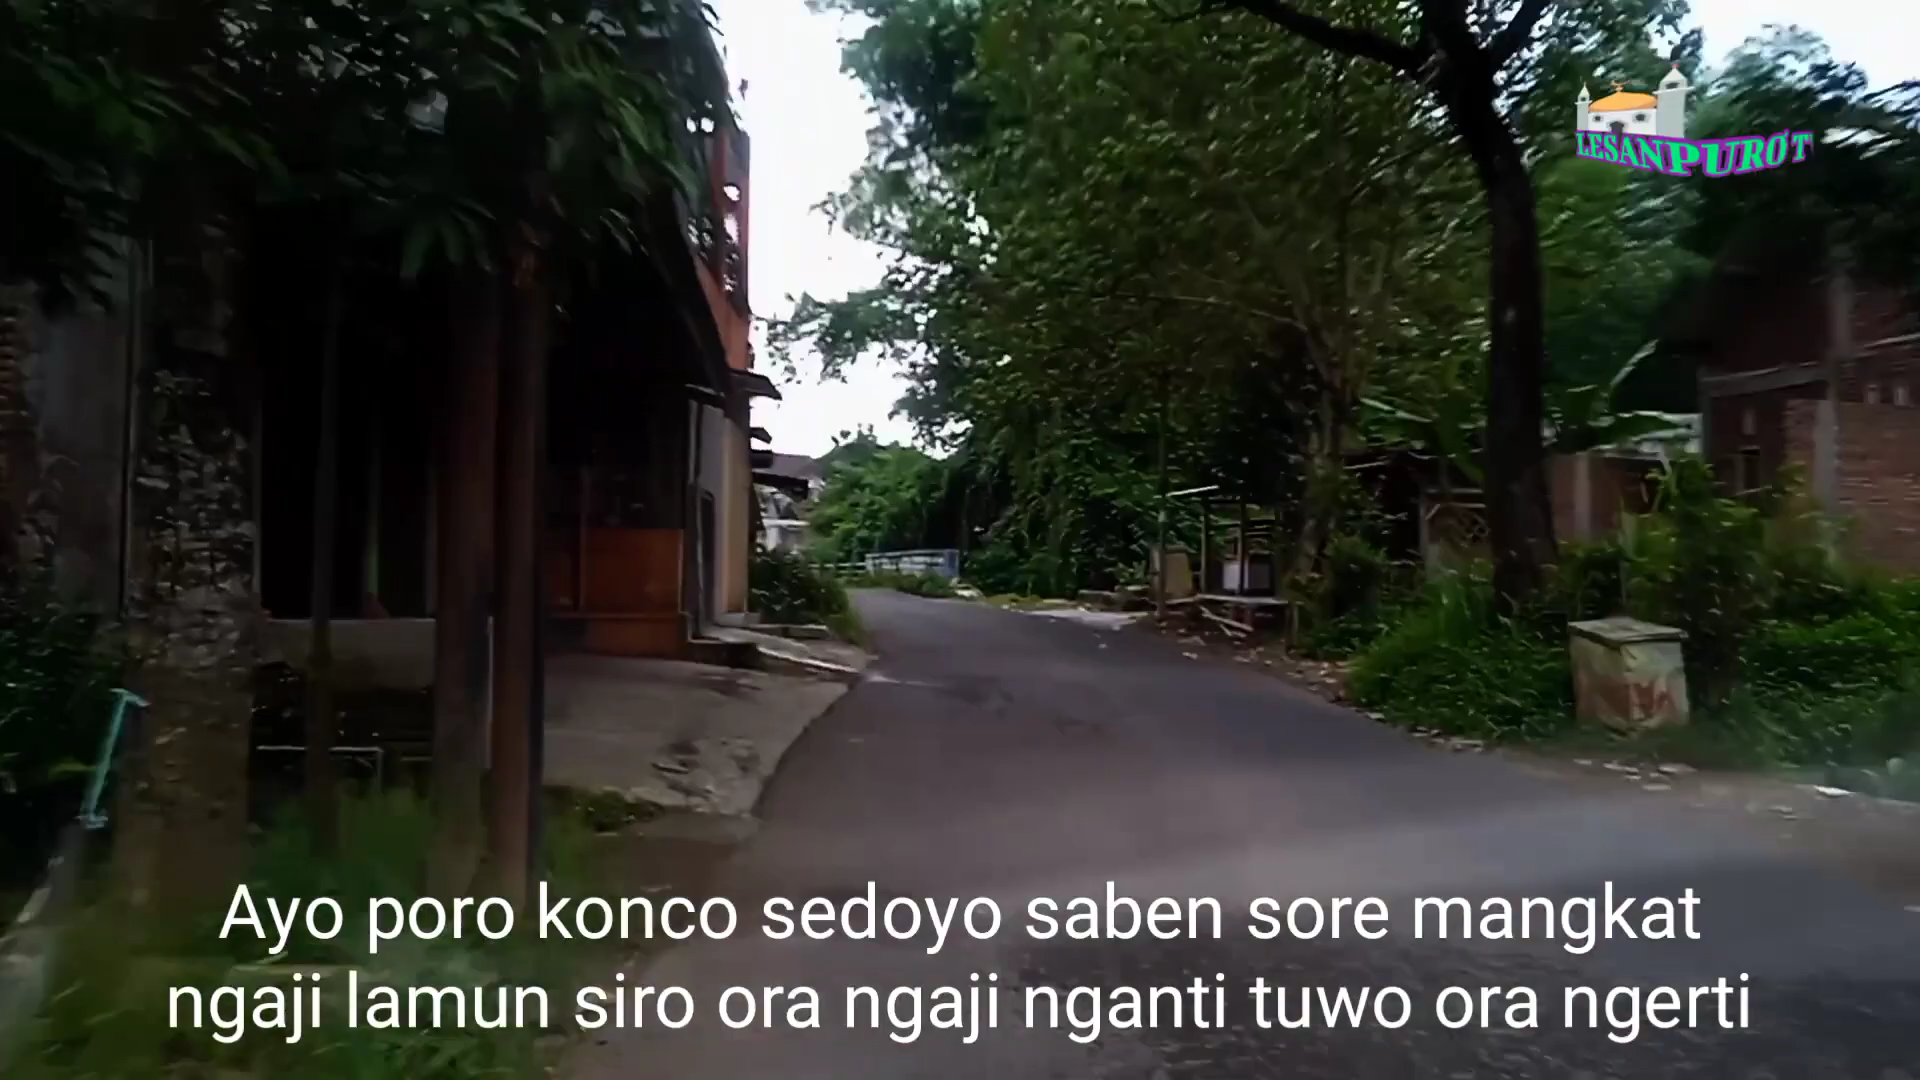 LESANPUROT
Ayo poro konco sedoyo saben sore mangkat
ngaji lamun siro ora ngaji nganti tuwo ora ngerti